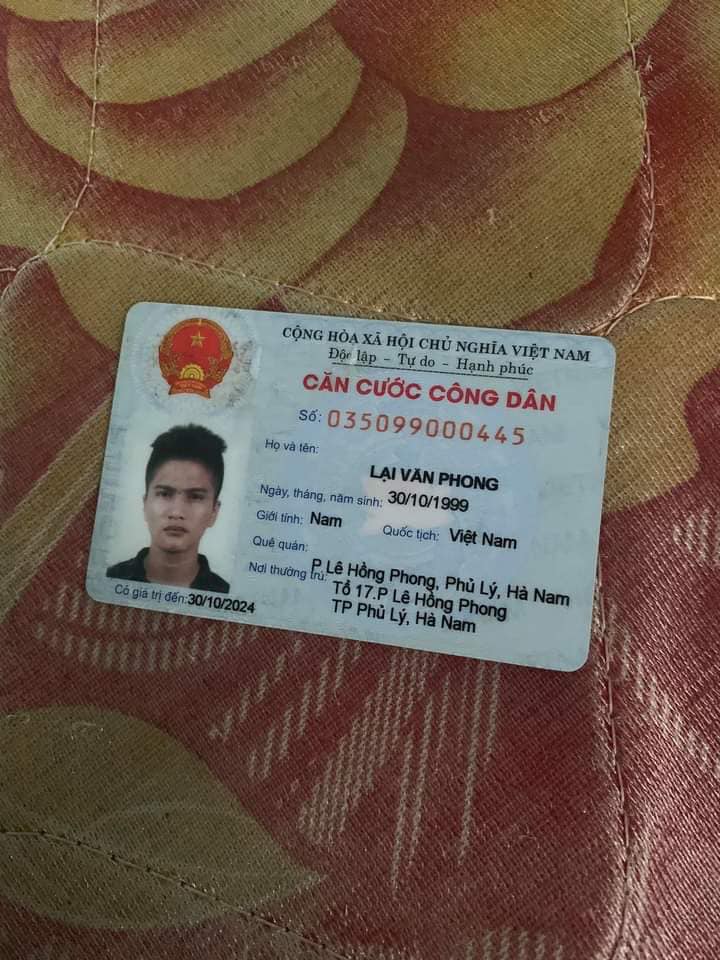 CỘNG HÒA XÃ HỘI CHỦ NGHĨA VIỆT NAM
Độc lập - Tự do - Hạnh phúc
CĂN CƯỚC CÔNG DÂN
Số: 035099000445
Họ và tên:
LẠI VĂN PHONG
Ngày, tháng, năm sinh: 30/10/1999
Giới tính: Nam Quốc tịch: Việt Nam
Quê quán:
P Lê Hồng Phong, Phủ Lý, Hà Nam
Nơi thường trú:
Tổ 17.P Lê Hồng Phong
TP Phủ Lý, Hà Nam
Có giá trị đến: 30/10/2024